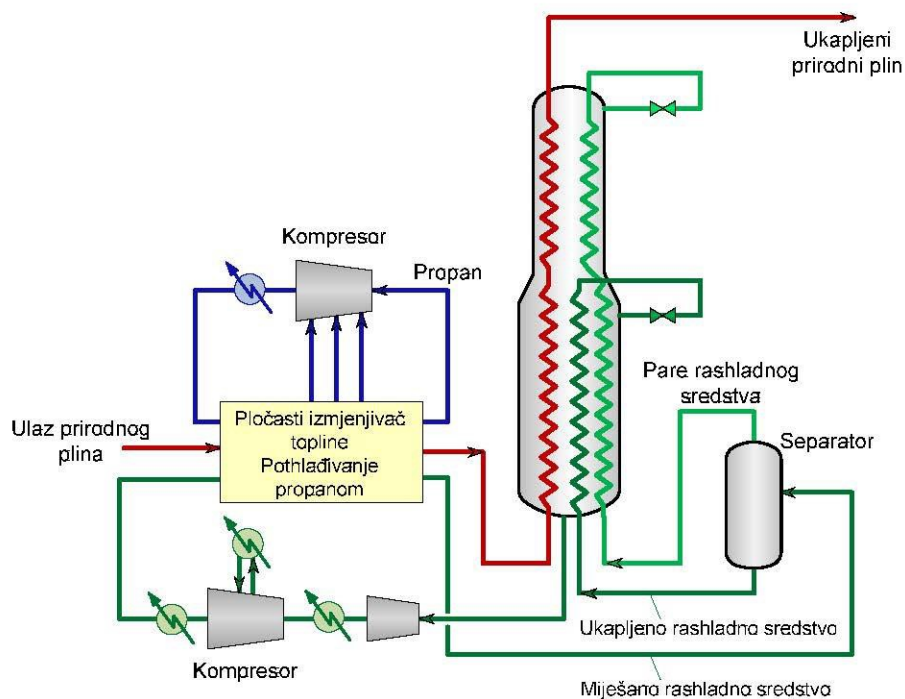 Ukapljeni
prirodni plin
Kompresor
Propan
Pare rashladnog
sredstva
Ulaz prirodnog
plina
Pločasti izmjenjivač
topline
Pothlađivanje
propanom
Separator
Ukapljeno rashladno sredstvo
Kompresor
Miješano rashladno sredstvo